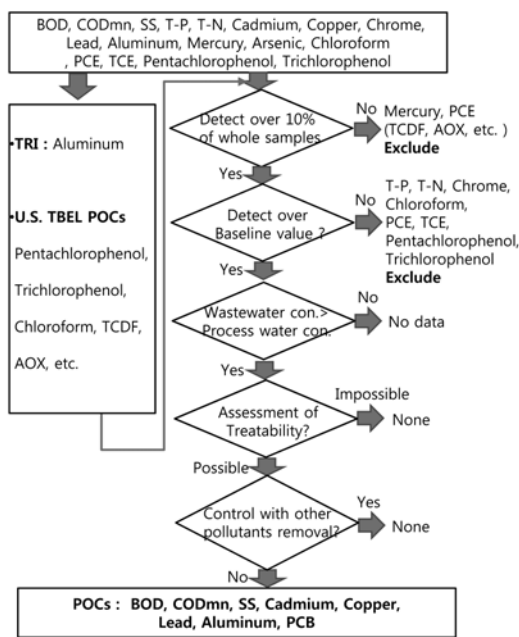 BOD, CODmn, SS, T-P, T-N, Cadmium, Copper, Chrome,
Lead, Aluminum, Mercury, Arsenic, Chloroform
, PCE, TCE, Pentachlorophenol, Trichlorophenol
•TRI : Aluminum
•U.S. TBEL POCs
Pentachlorophenol,
Trichlorophenol,
Chloroform, TCDF,
AOX, etc.
Detect over 10%
of whole samples
No
Mercury, PCE
(TCDF, AOX, etc. )
Exclude
Yes
Detect over
Baseline value ?
No
T-P, T-N, Chrome,
Chloroform,
PCE, TCE,
Pentachlorophenol,
Trichlorophenol
Exclude
Yes
Wastewater con.>
Process water con.
No
No data
Yes
Assessment of
Treatability?
Impossible
None
Possible
Control with other
pollutants removal?
Yes
None
No
POCs : BOD, CODmn, SS, Cadmium, Copper,
Lead, Aluminum, PCB